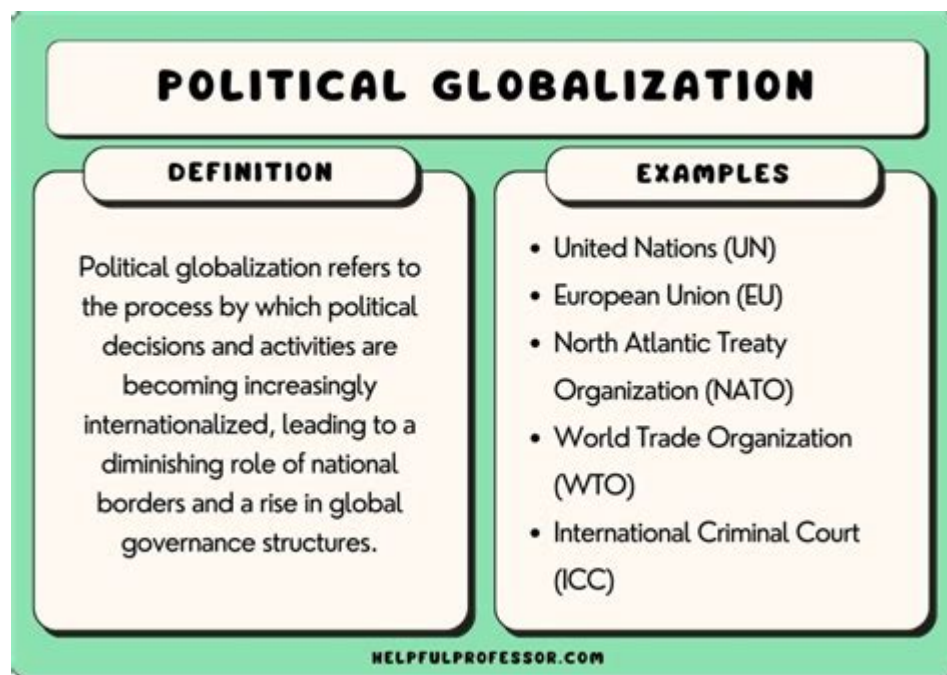 POLITICAL GLOBALIZATION
DEFINITION
Political globalization refers to
the process by which political
decisions and activities are
becoming increasingly
internationalized, leading to a
diminishing role of national
borders and a rise in global
governance structures.
EXAMPLES
• United Nations (UN)
• European Union (EU)
• North Atlantic Treaty
Organization (NATO)
• World Trade Organization
(WTO)
• International Criminal Court
(ICC)
HELPFULPROFESSOR.COM